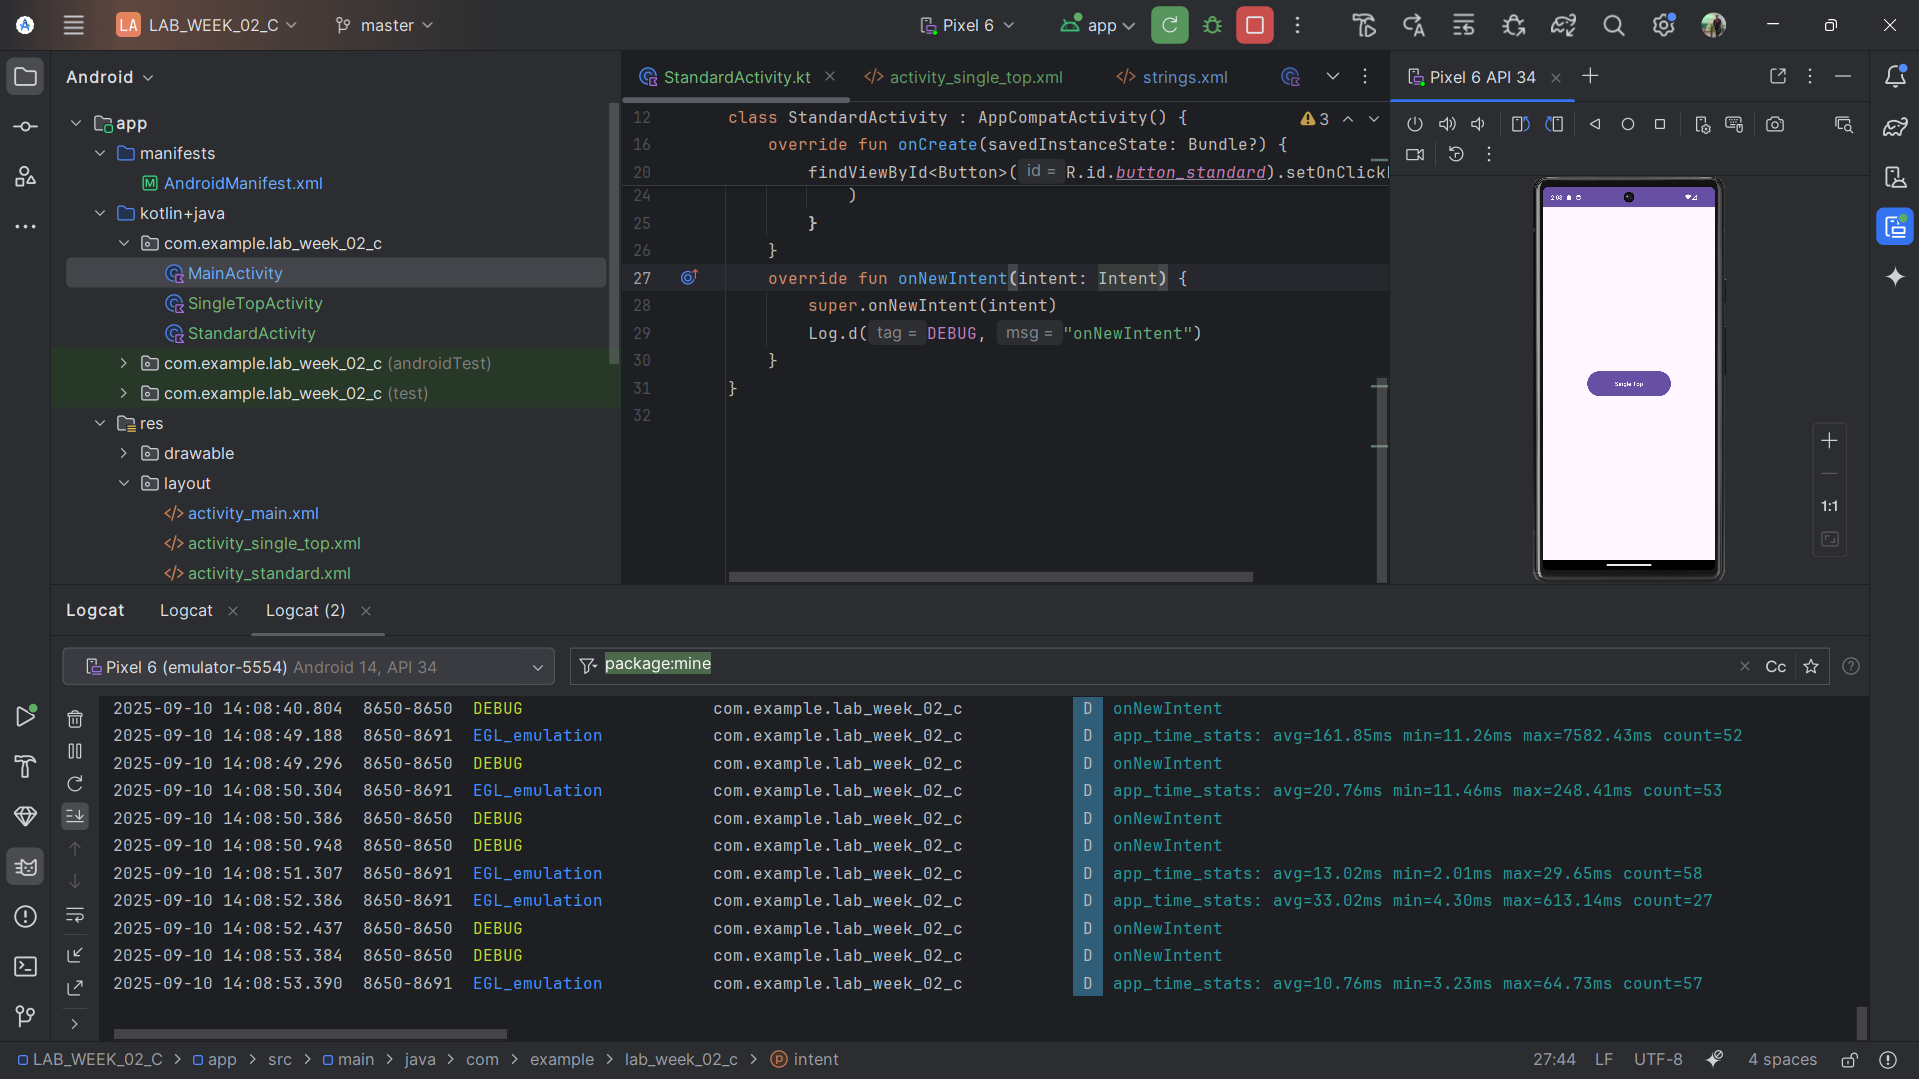 LA LAB_WEEK_02_C master Pixel 6 app
Android
app
manifests
AndroidManifest.xml
kotlin+java
com.example.lab_week_02_c
MainActivity
SingleTopActivity
StandardActivity
com.example.lab_week_02_c (androidTest)
com.example.lab_week_02_c (test)
res
drawable
layout
activity_main.xml
activity_single_top.xml
activity_standard.xml
StandardActivity.kt activity_single_top.xml strings.xml
12 class StandardActivity : AppCompatActivity() { 3
16 override fun onCreate(savedInstanceState: Bundle?) {
20 findViewById<Button>( id = R.id.button_standard).setOnClickL
24 )
25 }
26 }
27 override fun onNewIntent(intent: Intent) {
28 super.onNewIntent(intent)
29 Log.d( tag = DEBUG, msg = "onNewIntent")
30 }
31 }
32
Pixel 6 API 34
2:08
Single Top
1:1
Logcat Logcat Logcat (2)
Pixel 6 (emulator-5554) Android 14, API 34 package:mine Cc
2025-09-10 14:08:40.804 8650-8650 DEBUG com.example.lab_week_02_c D onNewIntent
2025-09-10 14:08:49.188 8650-8691 EGL_emulation com.example.lab_week_02_c D app_time_stats: avg=161.85ms min=11.26ms max=7582.43ms count=52
2025-09-10 14:08:49.296 8650-8650 DEBUG com.example.lab_week_02_c D onNewIntent
2025-09-10 14:08:50.304 8650-8691 EGL_emulation com.example.lab_week_02_c D app_time_stats: avg=20.76ms min=11.46ms max=248.41ms count=53
2025-09-10 14:08:50.386 8650-8650 DEBUG com.example.lab_week_02_c D onNewIntent
2025-09-10 14:08:50.948 8650-8650 DEBUG com.example.lab_week_02_c D onNewIntent
2025-09-10 14:08:51.307 8650-8691 EGL_emulation com.example.lab_week_02_c D app_time_stats: avg=13.02ms min=2.01ms max=29.65ms count=58
2025-09-10 14:08:52.386 8650-8691 EGL_emulation com.example.lab_week_02_c D app_time_stats: avg=33.02ms min=4.30ms max=613.14ms count=27
2025-09-10 14:08:52.437 8650-8650 DEBUG com.example.lab_week_02_c D onNewIntent
2025-09-10 14:08:53.384 8650-8650 DEBUG com.example.lab_week_02_c D onNewIntent
2025-09-10 14:08:53.390 8650-8691 EGL_emulation com.example.lab_week_02_c D app_time_stats: avg=10.76ms min=3.23ms max=64.73ms count=57
LAB_WEEK_02_C > app > src > main > java > com > example > lab_week_02_c > intent 27:44 LF UTF-8 4 spaces